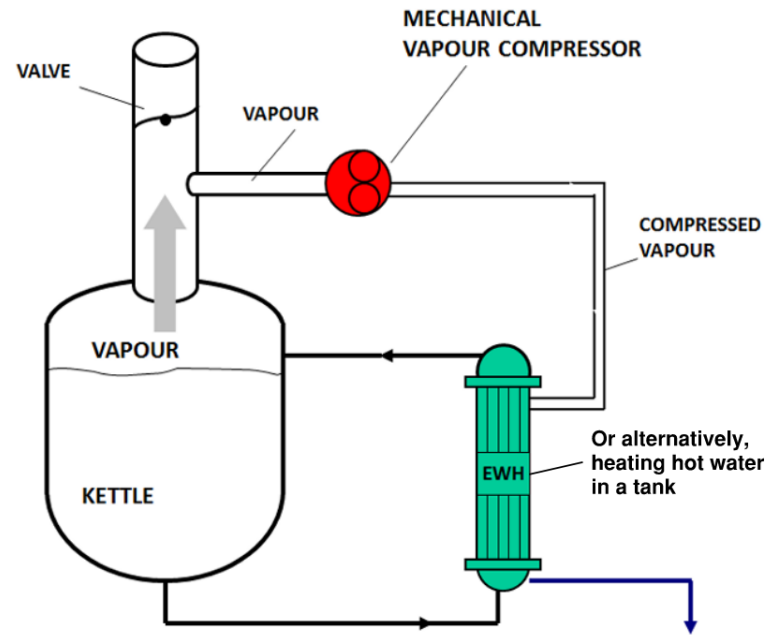 MECHANICAL
VAPOUR COMPRESSOR
VALVE
VAPOUR
COMPRESSED
VAPOUR
VAPOUR
Or alternatively,
heating hot water
in a tank
EWH
KETTLE